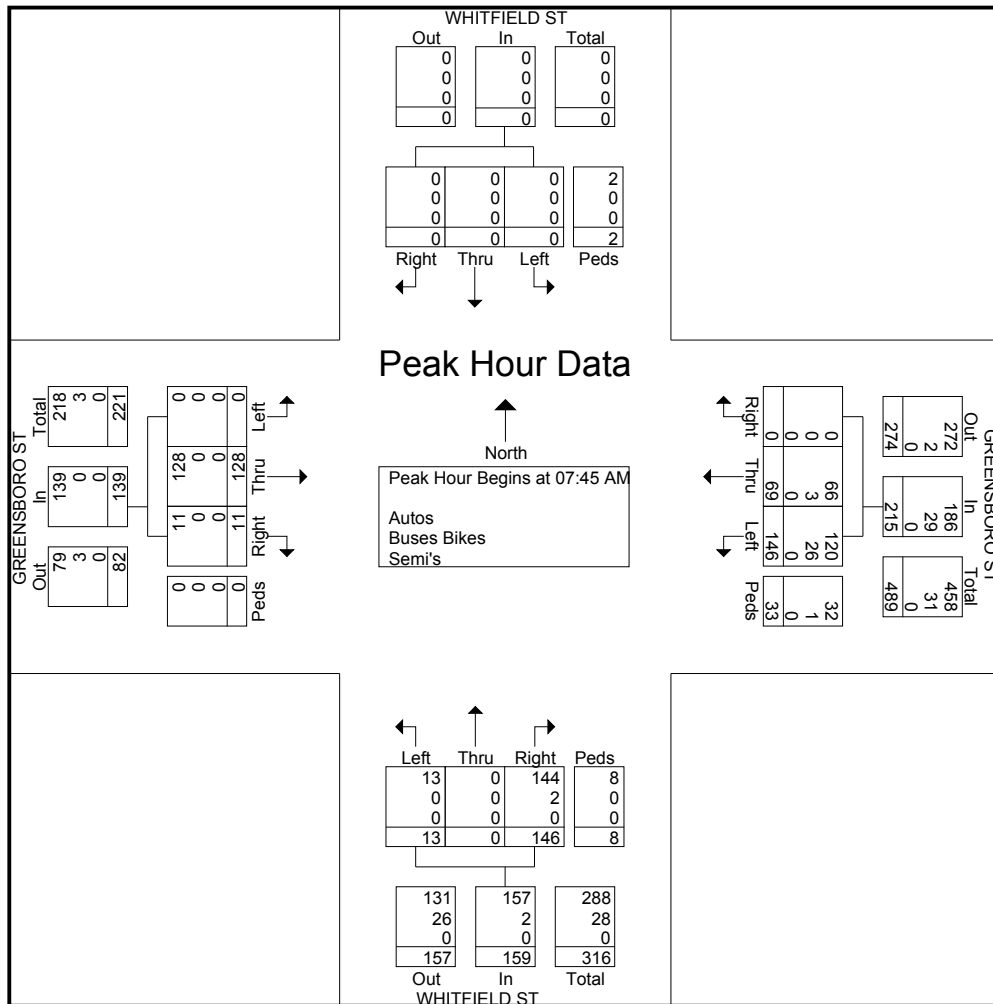 WHITFIELD ST
Out In Total
0 0 0
0 0 0
0 0 0
0 0 0
0 0 0 2
0 0 0 0
0 0 0 0
0 0 0 2
Right Thru Left Peds
Peak Hour Data
North
Peak Hour Begins at 07:45 AM
Autos
Buses Bikes
Semi's
GREENSBORO ST
Total In Out
218 139 79
3 0 3
0 0 0
221 139 82
0 128 11 0
0 0 0 0
0 0 0 0
0 128 11 0
Left Thru Right Peds
GREENSBORO ST
Out In Total
272 186 458
2 29 31
0 0 0
274 215 489
0 66 120 32
0 3 26 1
0 0 0 0
0 69 146 33
Right Thru Left Peds
Left Thru Right Peds
13 0 144 8
0 0 2 0
0 0 0 0
13 0 146 8
131 157 288
26 2 28
0 0 0
157 159 316
Out In Total
WHITFIELD ST